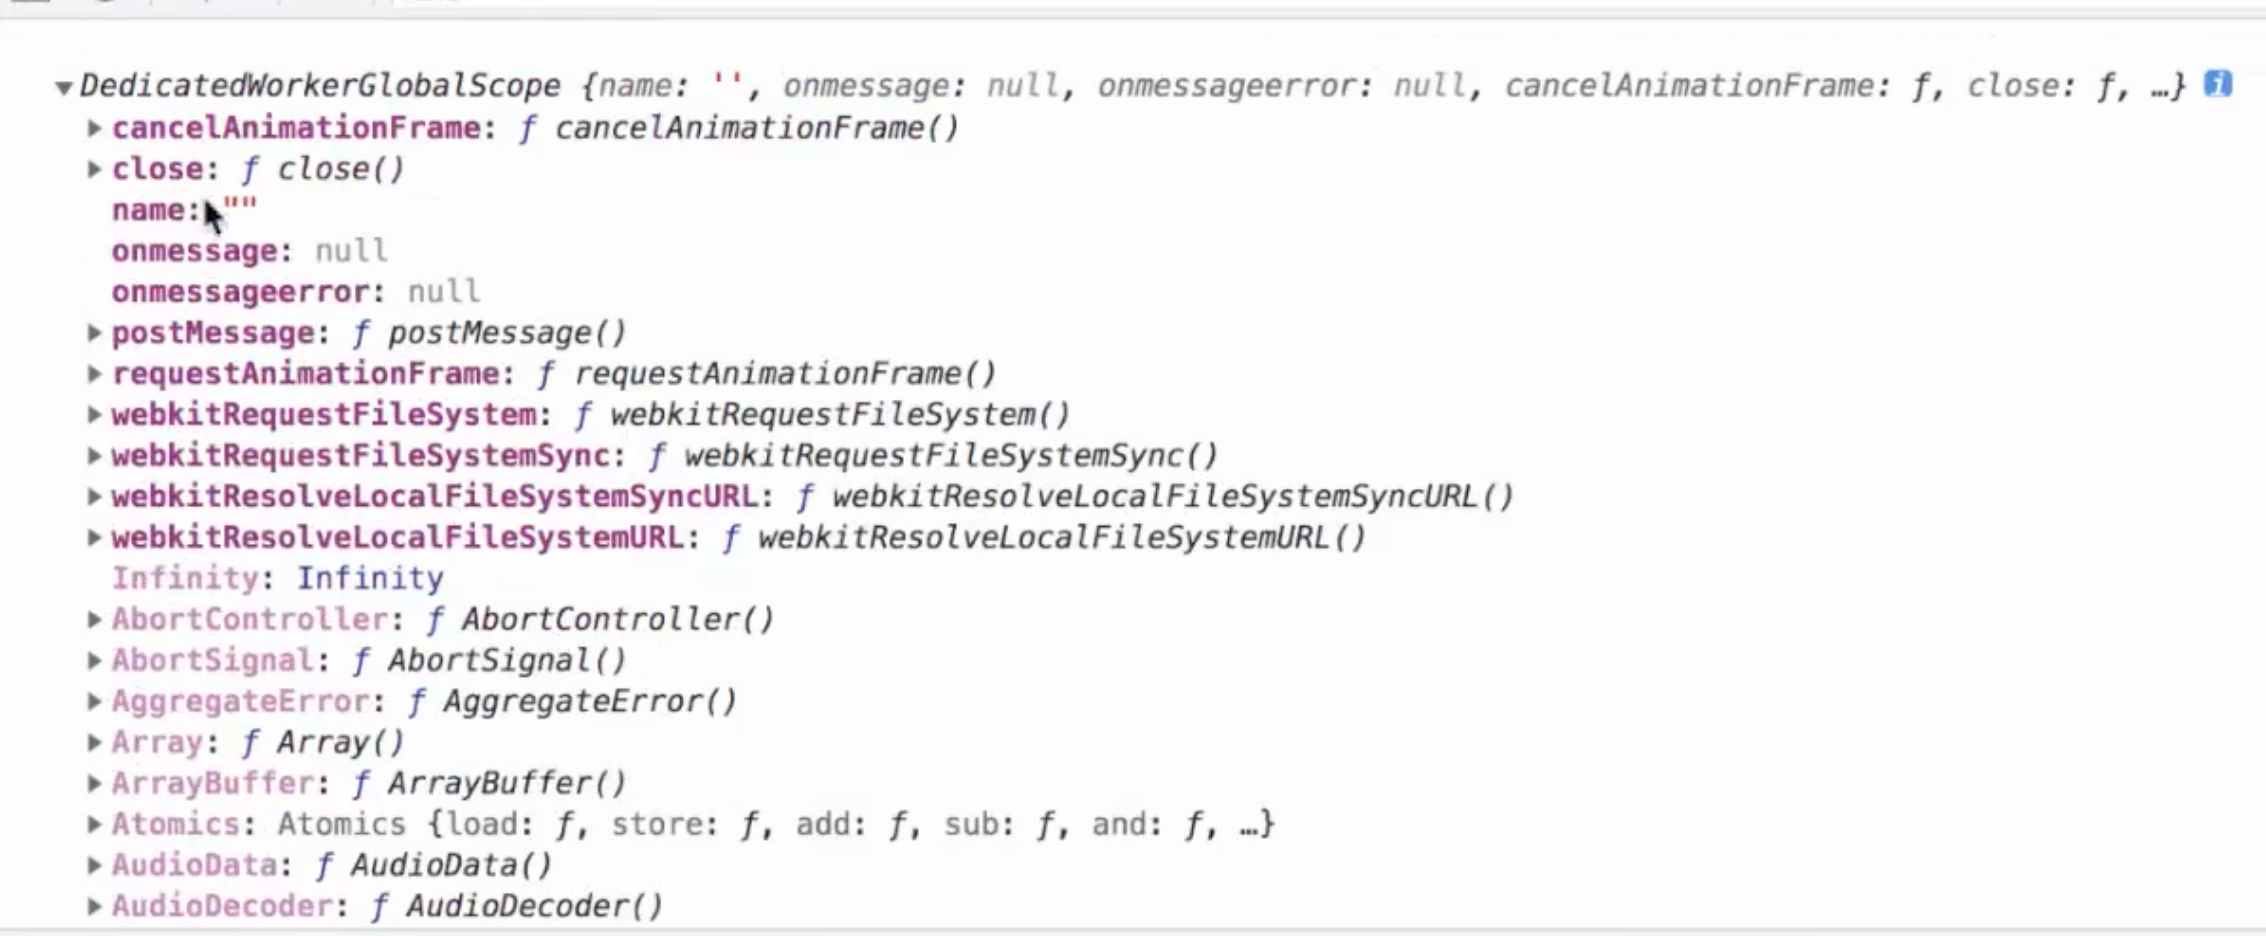 ▼DedicatedWorkerGlobalScope {name: '', onmessage: null, onmessageerror: null, cancelAnimationFrame: ƒ, close: ƒ, …} i
▶cancelAnimationFrame: ƒ cancelAnimationFrame()
▶close: ƒ close()
name: ""
onmessage: null
onmessageerror: null
▶postMessage: ƒ postMessage()
▶requestAnimationFrame: ƒ requestAnimationFrame()
▶webkitRequestFileSystem: ƒ webkitRequestFileSystem()
▶webkitRequestFileSystemSync: ƒ webkitRequestFileSystemSync()
▶webkitResolveLocalFileSystemSyncURL: ƒ webkitResolveLocalFileSystemSyncURL()
▶webkitResolveLocalFileSystemURL: ƒ webkitResolveLocalFileSystemURL()
Infinity: Infinity
▶AbortController: ƒ AbortController()
▶AbortSignal: ƒ AbortSignal()
▶AggregateError: ƒ AggregateError()
▶Array: ƒ Array()
▶ArrayBuffer: ƒ ArrayBuffer()
▶Atomics: Atomics {load: ƒ, store: ƒ, add: ƒ, sub: ƒ, and: ƒ, …}
▶AudioData: ƒ AudioData()
▶AudioDecoder: ƒ AudioDecoder()